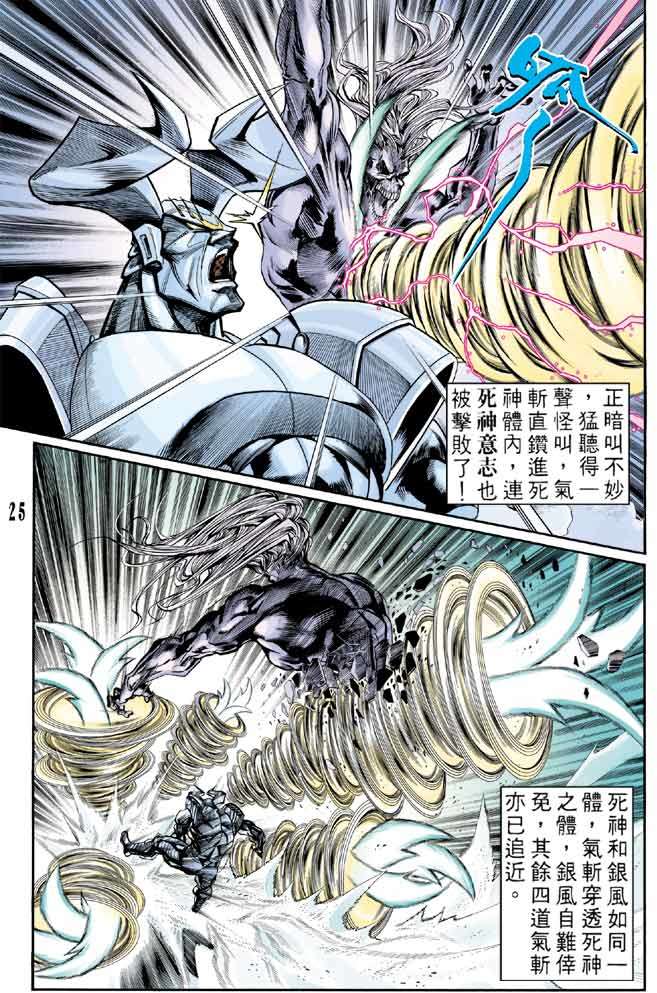 正暗叫不妙
，猛聽得一
聲怪叫，氣
斬直鑽進死
神體內，連
死神意志也
被擊敗了！
25
死神和銀風如同一
體，氣斬穿透死神
之體，銀風自難倖
免，其餘四道氣斬
亦已追近。